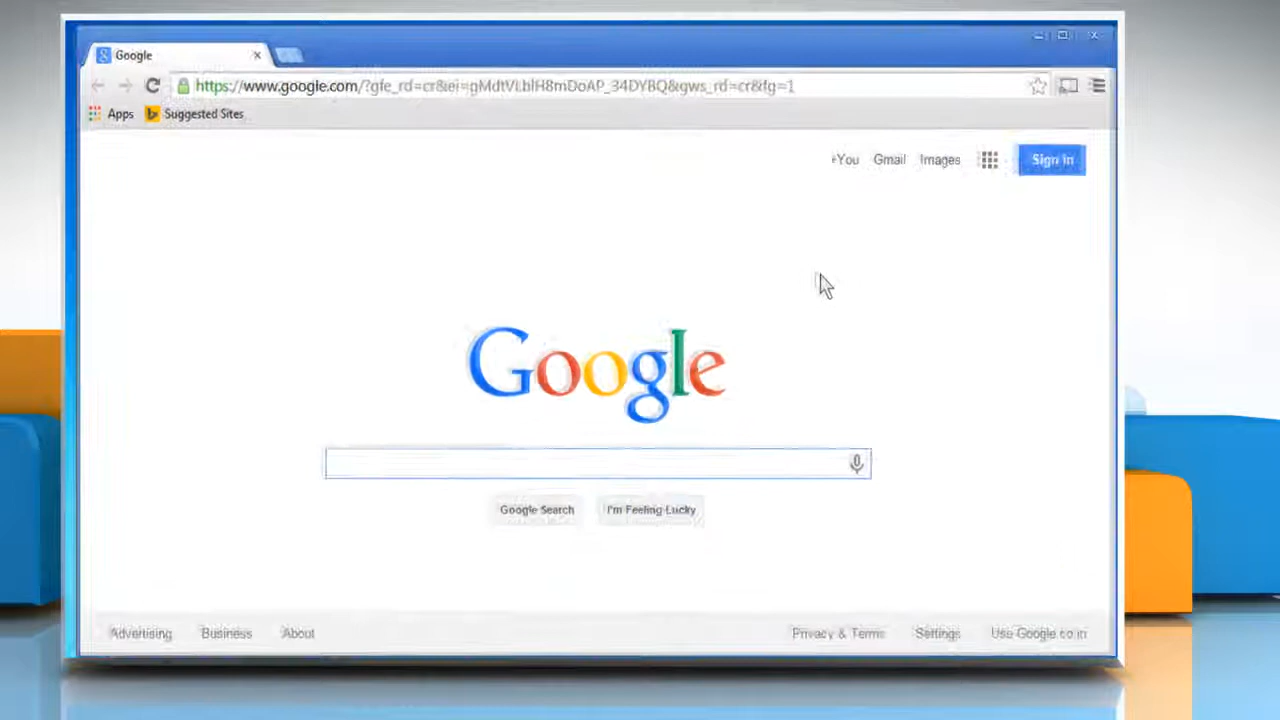 Google
https://www.google.com/?gfe_rd=cr&ei=gMdtVLblH8mDoAP_34DYBQ&gws_rd=cr&fg=1
Apps Suggested Sites
+You Gmail Images Sign in
Google
Google Search I'm Feeling Lucky
Advertising Business About Privacy & Terms Settings Use Google.co.in